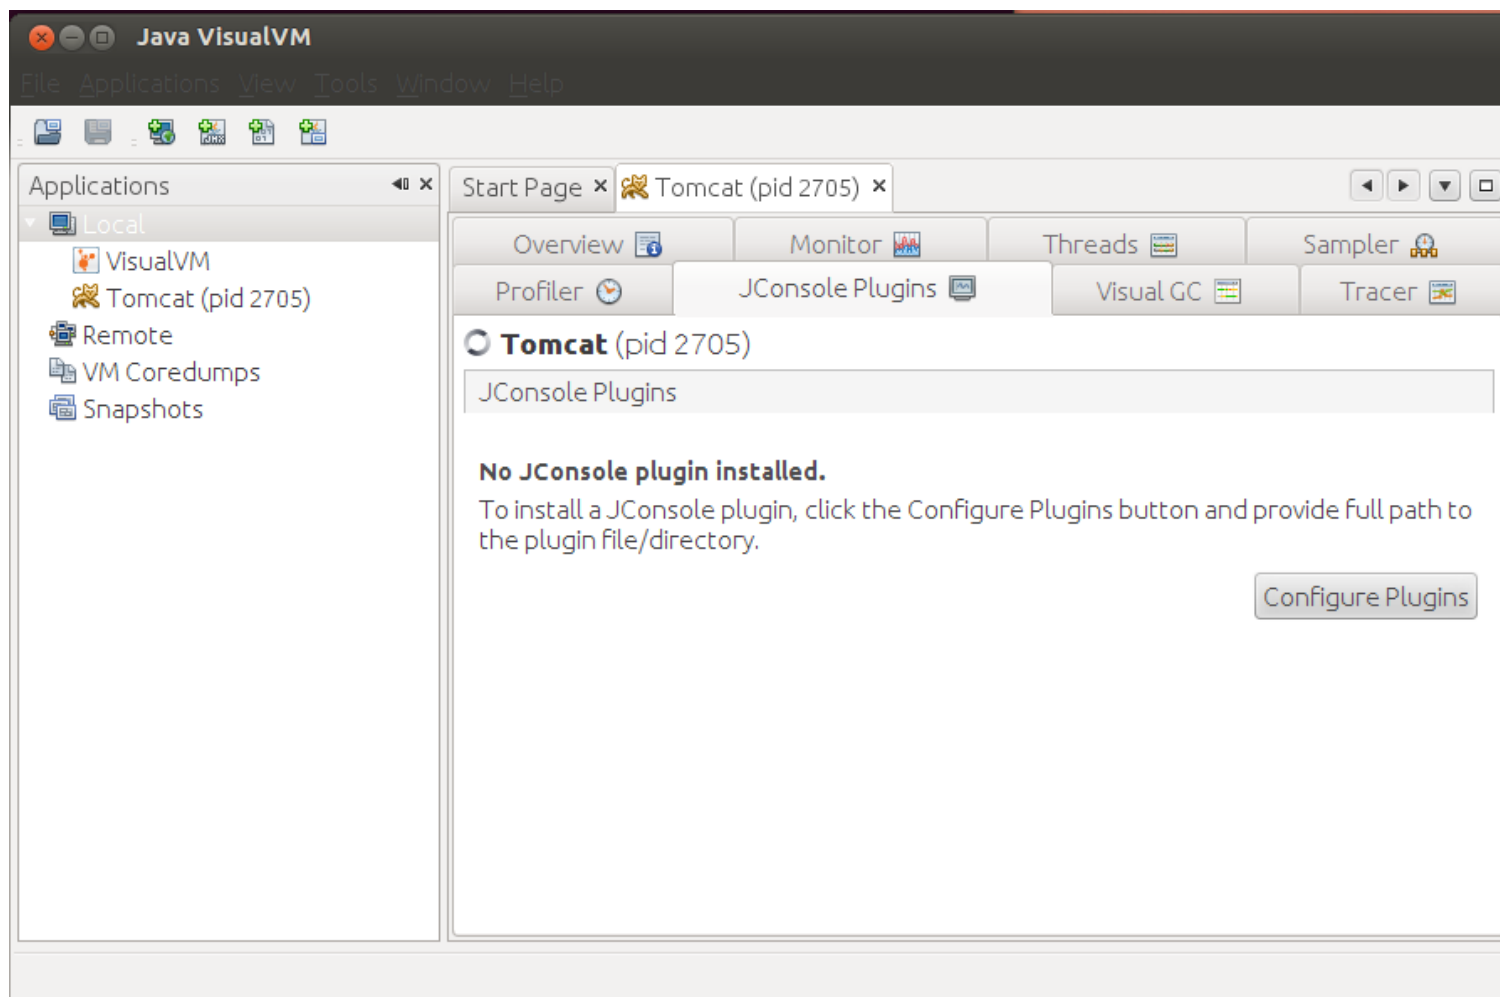 Java VisualVM
File Applications View Tools Window Help
Applications
Local
VisualVM
Tomcat (pid 2705)
Remote
VM Coredumps
Snapshots
Start Page
Tomcat (pid 2705)
Overview
Monitor
Threads
Sampler
Profiler
JConsole Plugins
Visual GC
Tracer
Tomcat (pid 2705)
JConsole Plugins
No JConsole plugin installed.
To install a JConsole plugin, click the Configure Plugins button and provide full path to
the plugin file/directory.
Configure Plugins